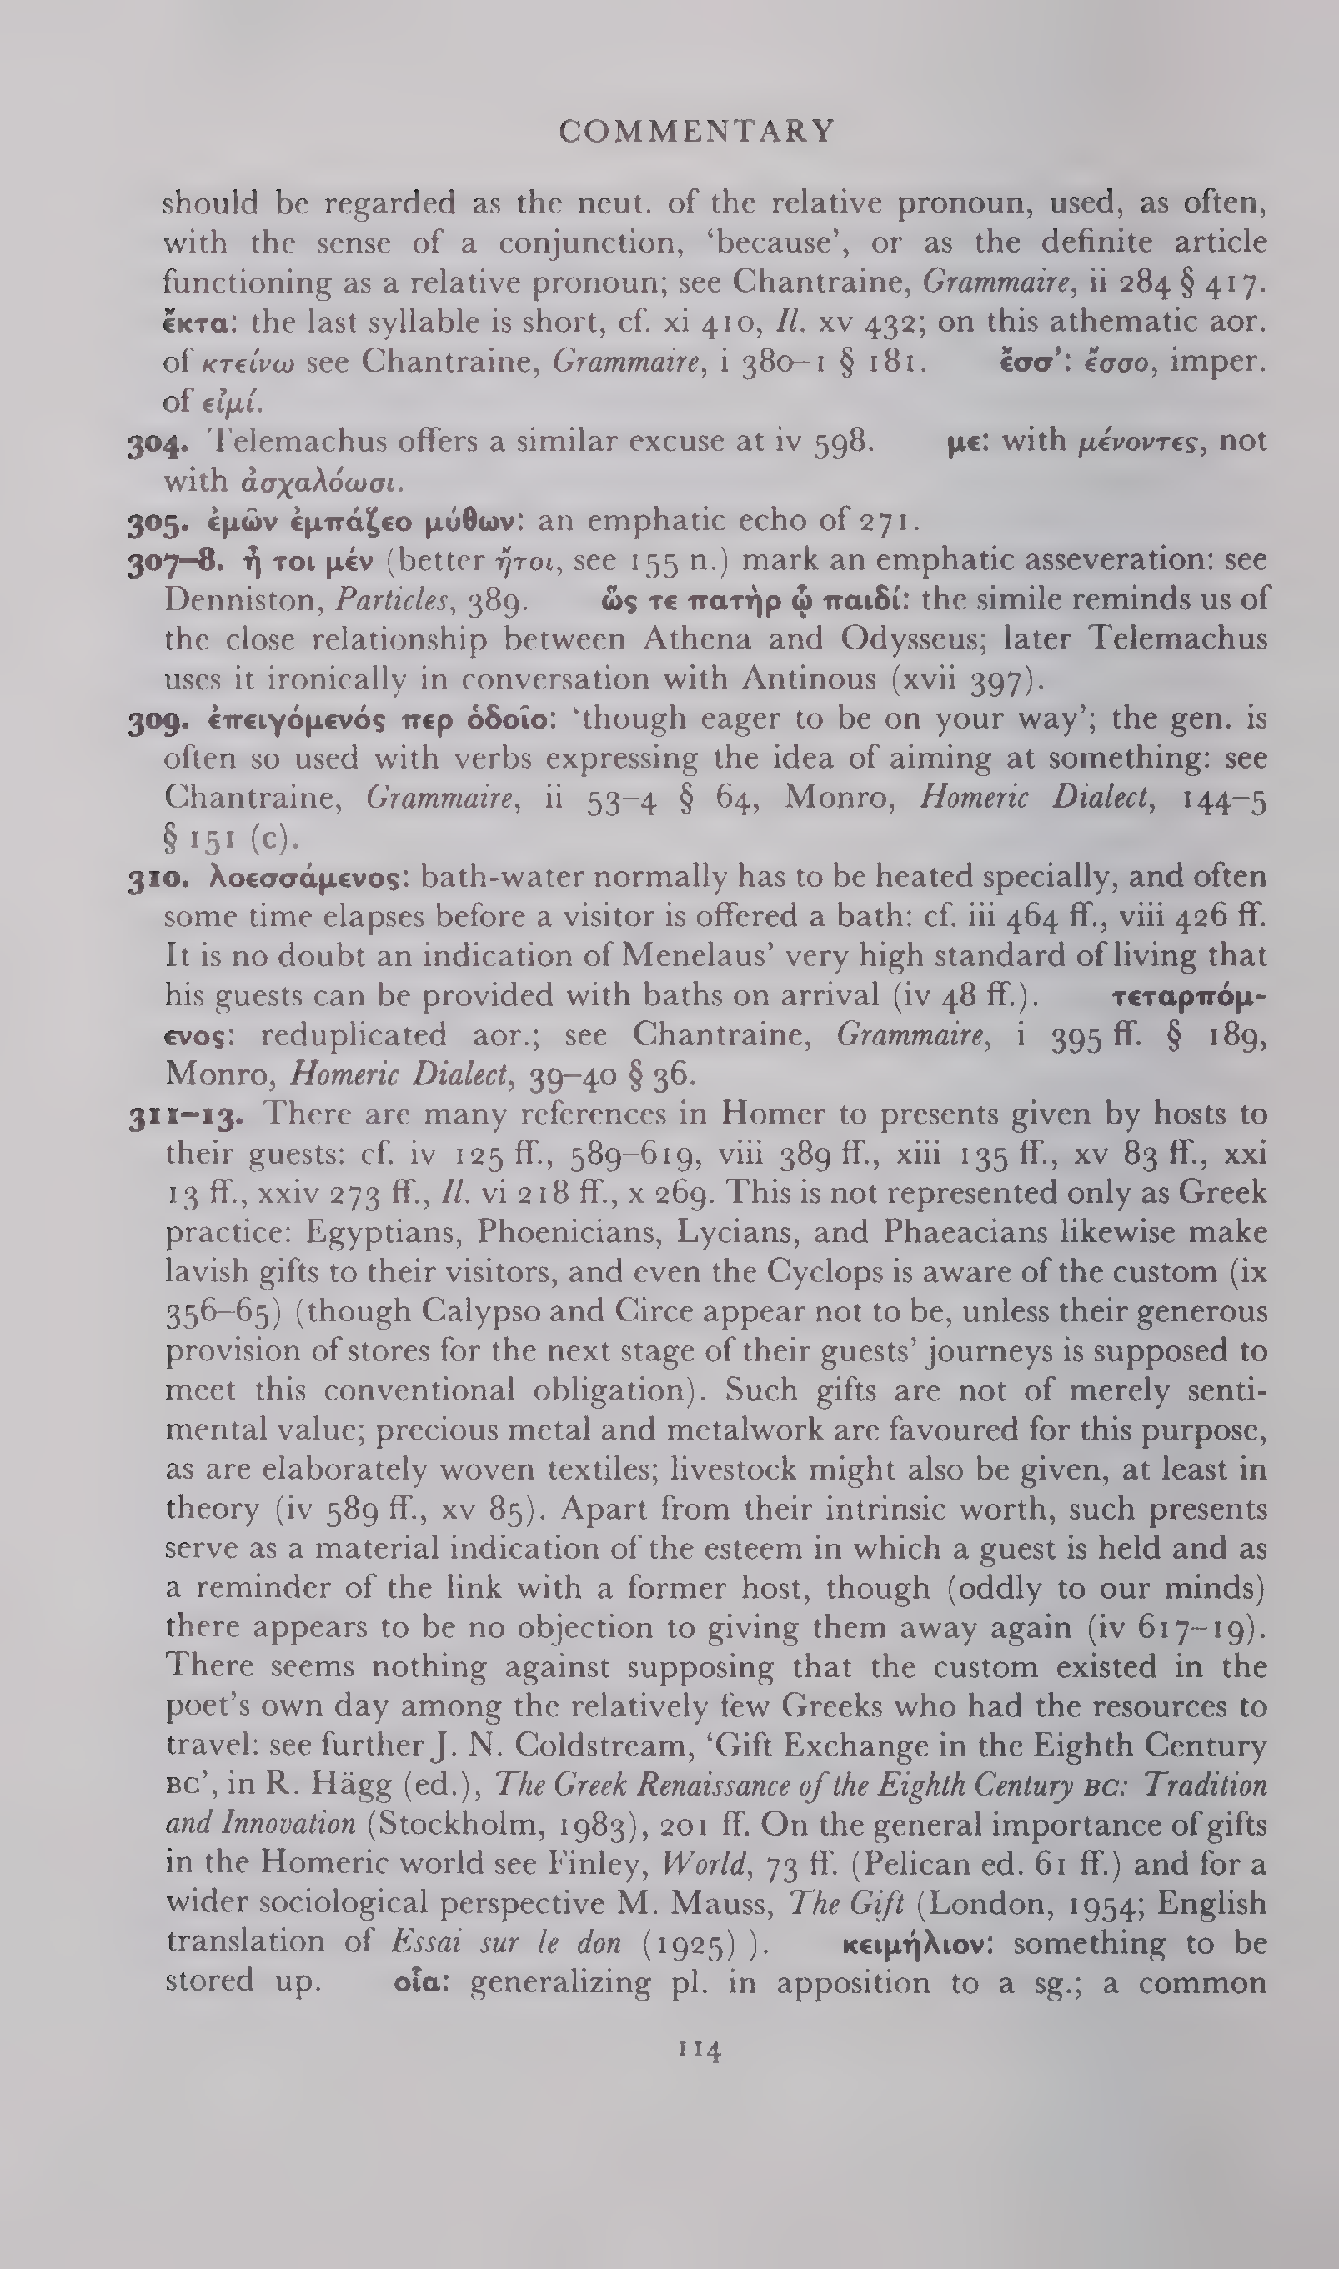 COMMENTARY
should be regarded as the neut. of the relative pronoun, used, as often,
with the sense of a conjunction, ‘because’, or as the definite article
functioning as a relative pronoun; see Chantraine, Grammaire, ii 284 § 417.
ἔκτα: the last syllable is short, cf. xi 410, Il. xv 432; on this athematic aor.
of κτείνω see Chantraine, Grammaire, i 380–1 § 181. ἔσσ’: ἔσσο, imper.
of εἰμί.
304. Telemachus offers a similar excuse at iv 598. με: with μένοντες, not
with ἀσχαλόωσι.
305. ἐμῶν ἐμπάζεο μύθων: an emphatic echo of 271.
307–8. ἦ τοι μέν (better ἤτοι, see 155 n.) mark an emphatic asseveration: see
Denniston, Particles, 389. ὥς τε πατὴρ ᾧ παιδί: the simile reminds us of
the close relationship between Athena and Odysseus; later Telemachus
uses it ironically in conversation with Antinous (xvii 397).
309. ἐπειγόμενός περ ὁδοῖο: ‘though eager to be on your way’; the gen. is
often so used with verbs expressing the idea of aiming at something: see
Chantraine, Grammaire, ii 53–4 § 64, Monro, Homeric Dialect, 144–5
§ 151 (c).
310. λοεσσάμενος: bath-water normally has to be heated specially, and often
some time elapses before a visitor is offered a bath: cf. iii 464 ff., viii 426 ff.
It is no doubt an indication of Menelaus’ very high standard of living that
his guests can be provided with baths on arrival (iv 48 ff.). τεταρπόμ-
ενος: reduplicated aor.; see Chantraine, Grammaire, i 395 ff. § 189,
Monro, Homeric Dialect, 39–40 § 36.
311–13. There are many references in Homer to presents given by hosts to
their guests: cf. iv 125 ff., 589–619, viii 389 ff., xiii 135 ff., xv 83 ff., xxi
13 ff., xxiv 273 ff., Il. vi 218 ff., x 269. This is not represented only as Greek
practice: Egyptians, Phoenicians, Lycians, and Phaeacians likewise make
lavish gifts to their visitors, and even the Cyclops is aware of the custom (ix
356–65) (though Calypso and Circe appear not to be, unless their generous
provision of stores for the next stage of their guests’ journeys is supposed to
meet this conventional obligation). Such gifts are not of merely senti-
mental value; precious metal and metalwork are favoured for this purpose,
as are elaborately woven textiles; livestock might also be given, at least in
theory (iv 589 ff., xv 85). Apart from their intrinsic worth, such presents
serve as a material indication of the esteem in which a guest is held and as
a reminder of the link with a former host, though (oddly to our minds)
there appears to be no objection to giving them away again (iv 617–19).
There seems nothing against supposing that the custom existed in the
poet’s own day among the relatively few Greeks who had the resources to
travel: see further J. N. Coldstream, ‘Gift Exchange in the Eighth Century
BC’, in R. Hägg (ed.), The Greek Renaissance of the Eighth Century BC: Tradition
and Innovation (Stockholm, 1983), 201 ff. On the general importance of gifts
in the Homeric world see Finley, World, 73 ff. (Pelican ed. 61 ff.) and for a
wider sociological perspective M. Mauss, The Gift (London, 1954; English
translation of Essai sur le don (1925) ). κειμήλιον: something to be
stored up. οἷα: generalizing pl. in apposition to a sg.; a common
114